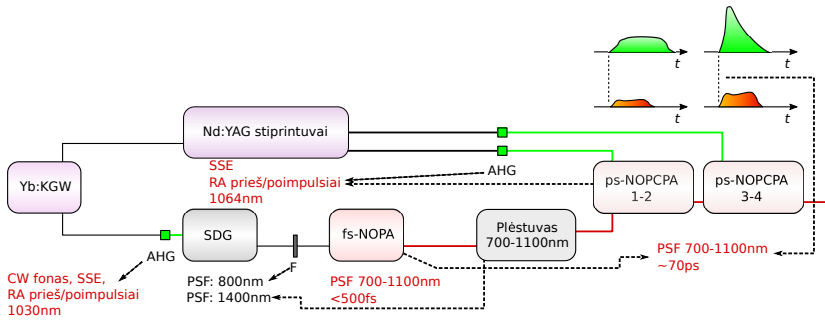 t
t
t
t
Nd:YAG stiprintuvai
SSE
RA prieš/poimpulsiai
1064nm
AHG
Yb:KGW
ps-NOPCPA
1-2
ps-NOPCPA
3-4
AHG
SDG
F
fs-NOPA
Plėstuvas
700-1100nm
CW fonas, SSE,
RA prieš/poimpulsiai
1030nm
PSF: 800nm
PSF: 1400nm
PSF 700-1100nm
<500fs
PSF 700-1100nm
~70ps